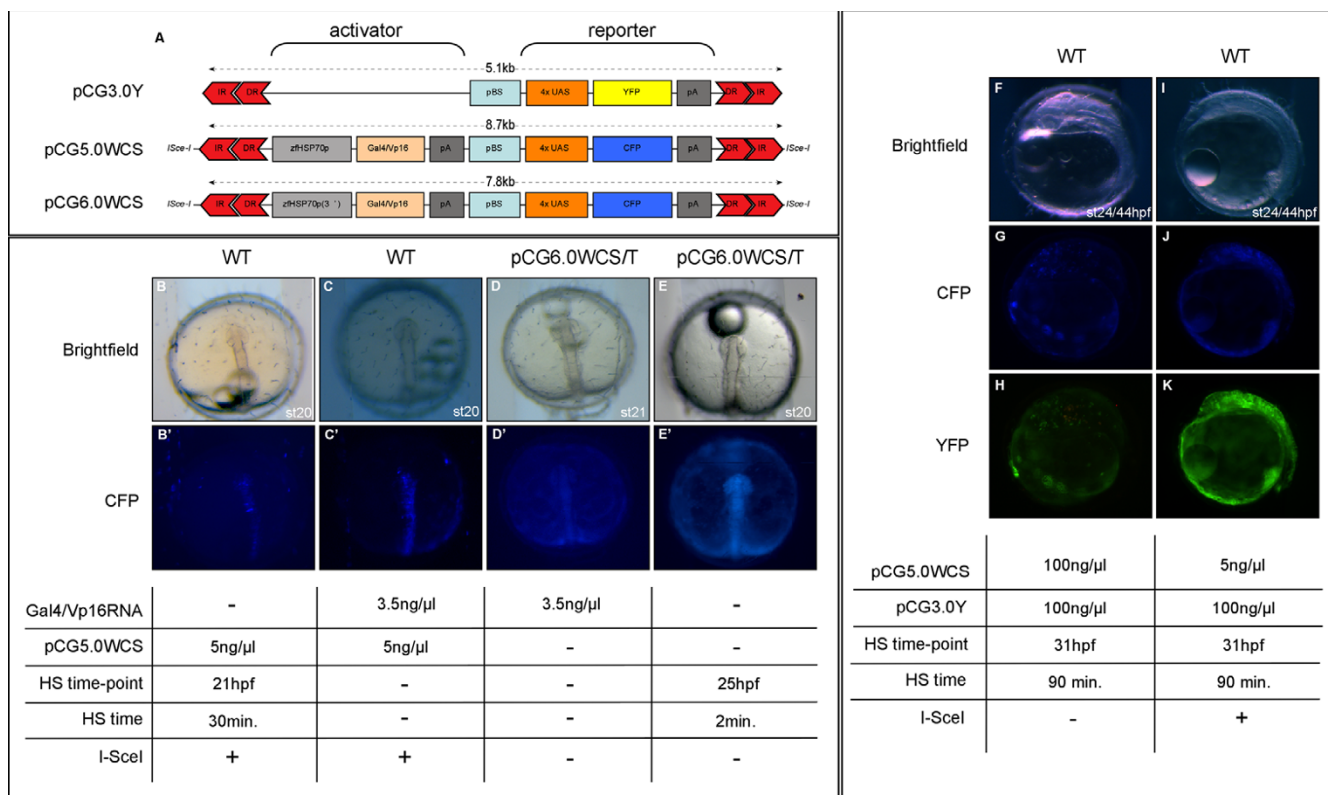 A
activator
reporter
5.1kb
pCG3.0Y
IR DR pBS 4x UAS YFP pA DR IR
8.7kb
pCG5.0WCS
ISce-I IR DR zfHSP70p Gal4/Vp16 pA pBS 4x UAS CFP pA DR IR ISce-I
7.8kb
pCG6.0WCS
ISce-I IR DR zfHSP70p(3 ´) Gal4/Vp16 pA pBS 4x UAS CFP pA DR IR ISce-I
WT WT pCG6.0WCS/T pCG6.0WCS/T
Brightfield
B C D E
st20 st20 st21 st20
CFP
B' C' D' E'
Gal4/Vp16RNA - 3.5ng/µl 3.5ng/µl -
pCG5.0WCS 5ng/µl 5ng/µl - -
HS time-point 21hpf - - 25hpf
HS time 30min. - - 2min.
I-SceI + + - -
WT WT
Brightfield
F I
st24/44hpf st24/44hpf
CFP
G J
YFP
H K
pCG5.0WCS 100ng/µl 5ng/µl
pCG3.0Y 100ng/µl 100ng/µl
HS time-point 31hpf 31hpf
HS time 90 min. 90 min.
I-SceI - +